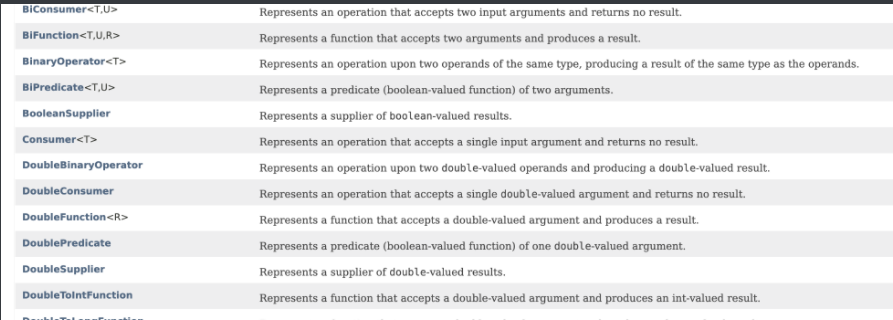 BiConsumer<T,U> Represents an operation that accepts two input arguments and returns no result.
BiFunction<T,U,R> Represents a function that accepts two arguments and produces a result.
BinaryOperator<T> Represents an operation upon two operands of the same type, producing a result of the same type as the operands.
BiPredicate<T,U> Represents a predicate (boolean-valued function) of two arguments.
BooleanSupplier Represents a supplier of boolean-valued results.
Consumer<T> Represents an operation that accepts a single input argument and returns no result.
DoubleBinaryOperator Represents an operation upon two double-valued operands and producing a double-valued result.
DoubleConsumer Represents an operation that accepts a single double-valued argument and returns no result.
DoubleFunction<R> Represents a function that accepts a double-valued argument and produces a result.
DoublePredicate Represents a predicate (boolean-valued function) of one double-valued argument.
DoubleSupplier Represents a supplier of double-valued results.
DoubleToIntFunction Represents a function that accepts a double-valued argument and produces an int-valued result.
DoubleToLongFunction